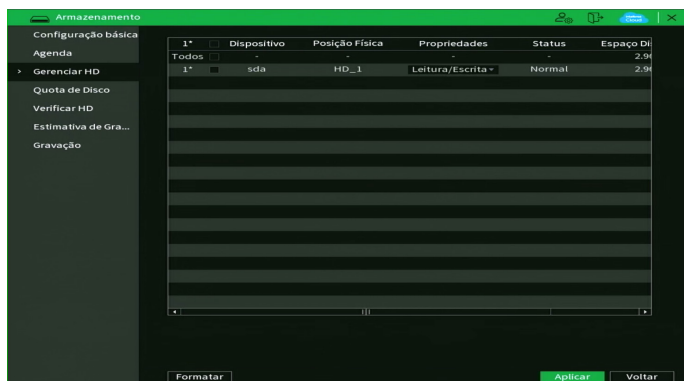 Armazenamento
Cloud
Configuração básica
Agenda
Gerenciar HD
Quota de Disco
Verificar HD
Estimativa de Gra...
Gravação
1* Dispositivo Posição Física Propriedades Status Espaço Di
Todos - - - - 2.9
1* sda HD_1 Leitura/Escrita Normal 2.9
Formatar Aplicar Voltar